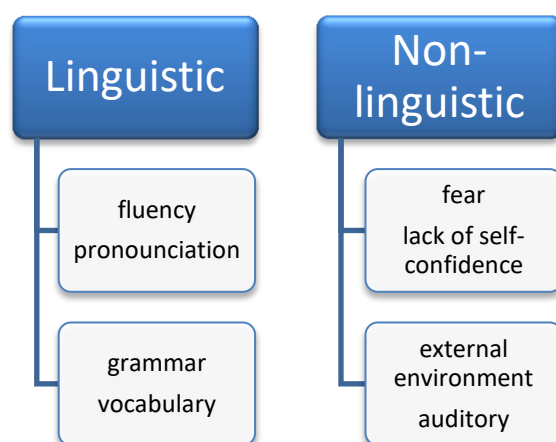 Linguistic
fluency
pronounciation
grammar
vocabulary
Non-
linguistic
fear
lack of self-
confidence
external
environment
auditory